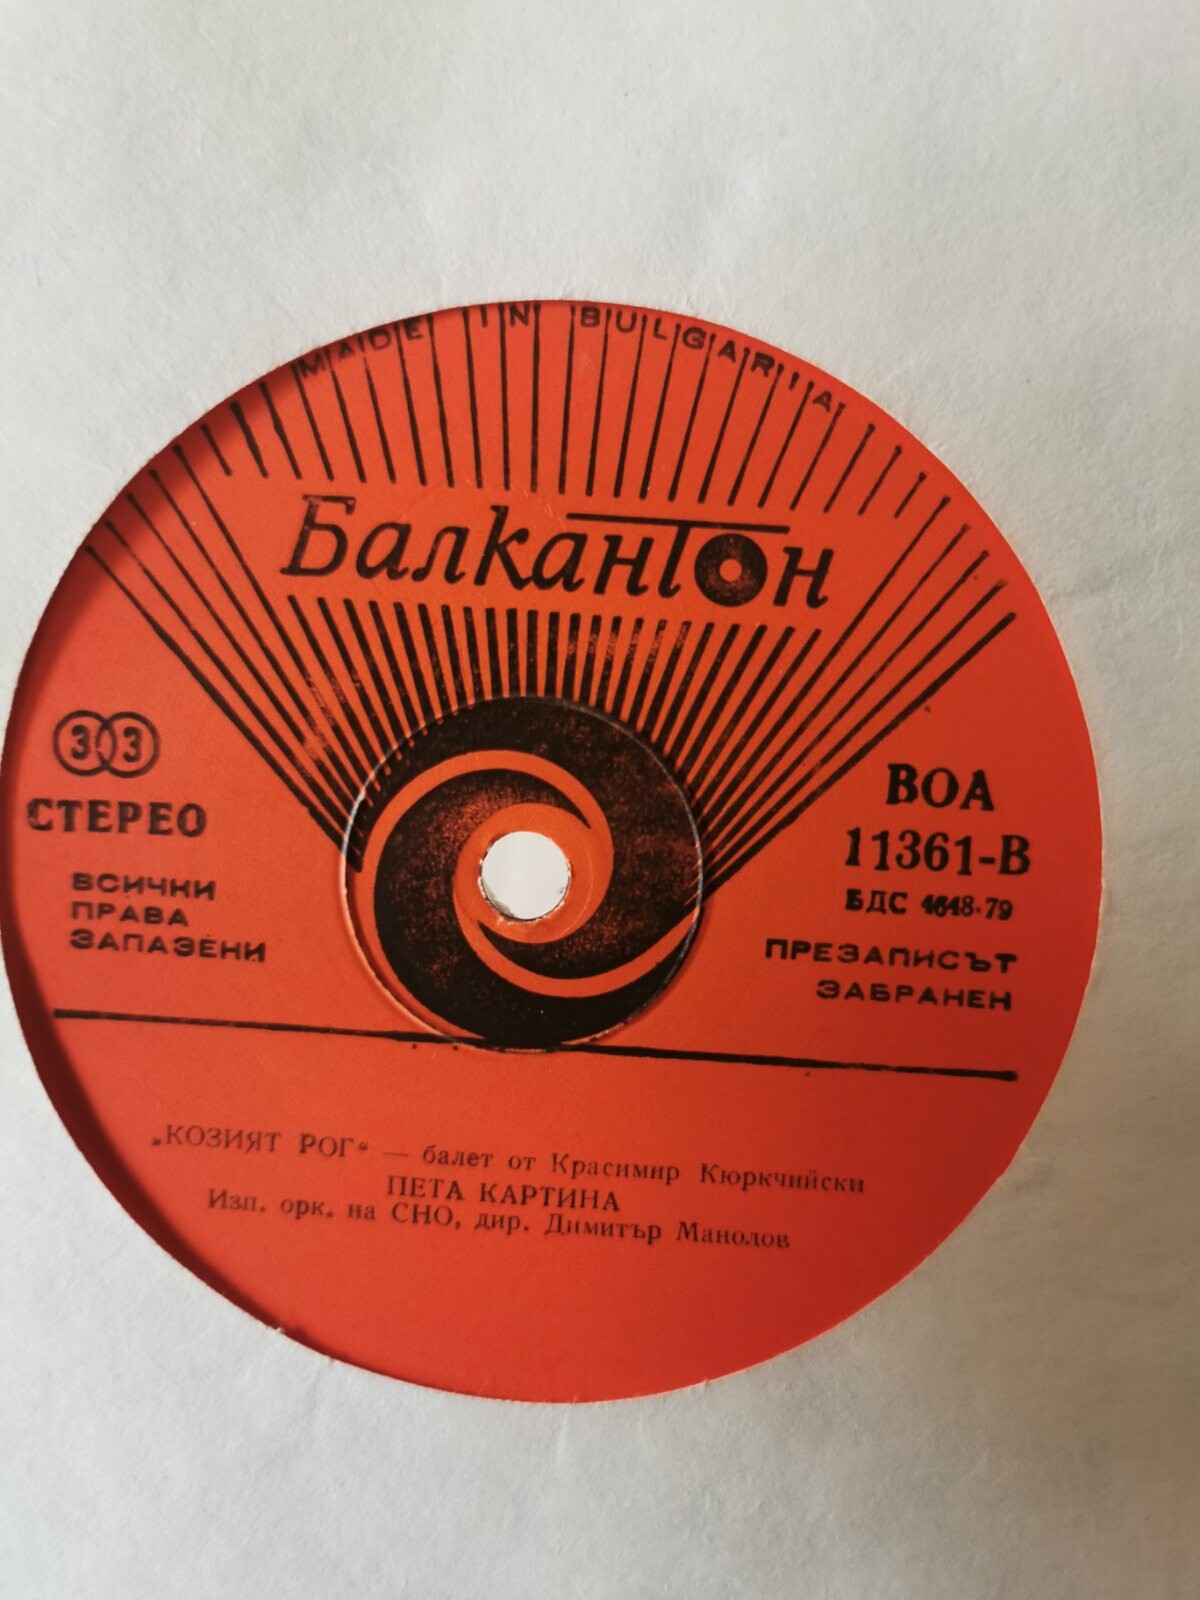 MADE IN BULGARIA
Балкантон
33
СТЕРЕО
ВСИЧКИ
ПРАВА
ЗАПАЗЕНИ
ВОА
11361-В
БДС 4648-79
ПРЕЗАПИСЪТ
ЗАБРАНЕН
„КОЗИЯТ РОГ“ — балет от Красимир Кюркчийски
ПЕТА КАРТИНА
Изп. орк. на СНО, дир. Димитър Манолов